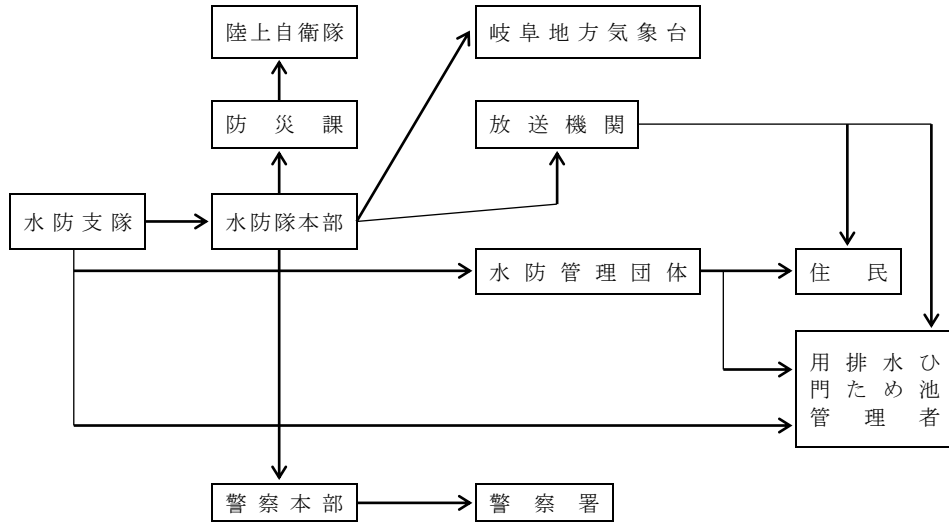 陸上自衛隊
岐阜地方気象台
防災課
放送機関
水防支隊
水防隊本部
水防管理団体
住民
用排水ひ
門ため池
管理者
警察本部
警察署